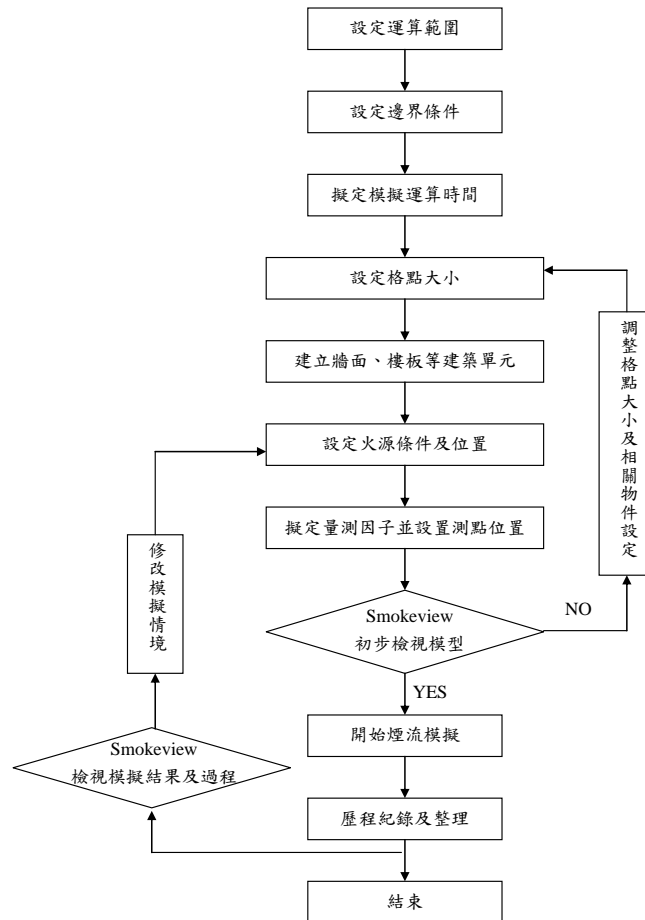 設定運算範圍
設定邊界條件
擬定模擬運算時間
設定格點大小
建立牆面、樓板等建築單元
設定火源條件及位置
擬定量測因子並設置測點位置
Smokeview
初步檢視模型
NO
調整格點大小及相關物件設定
YES
開始煙流模擬
歷程紀錄及整理
Smokeview
檢視模擬結果及過程
修改模擬情境
結束